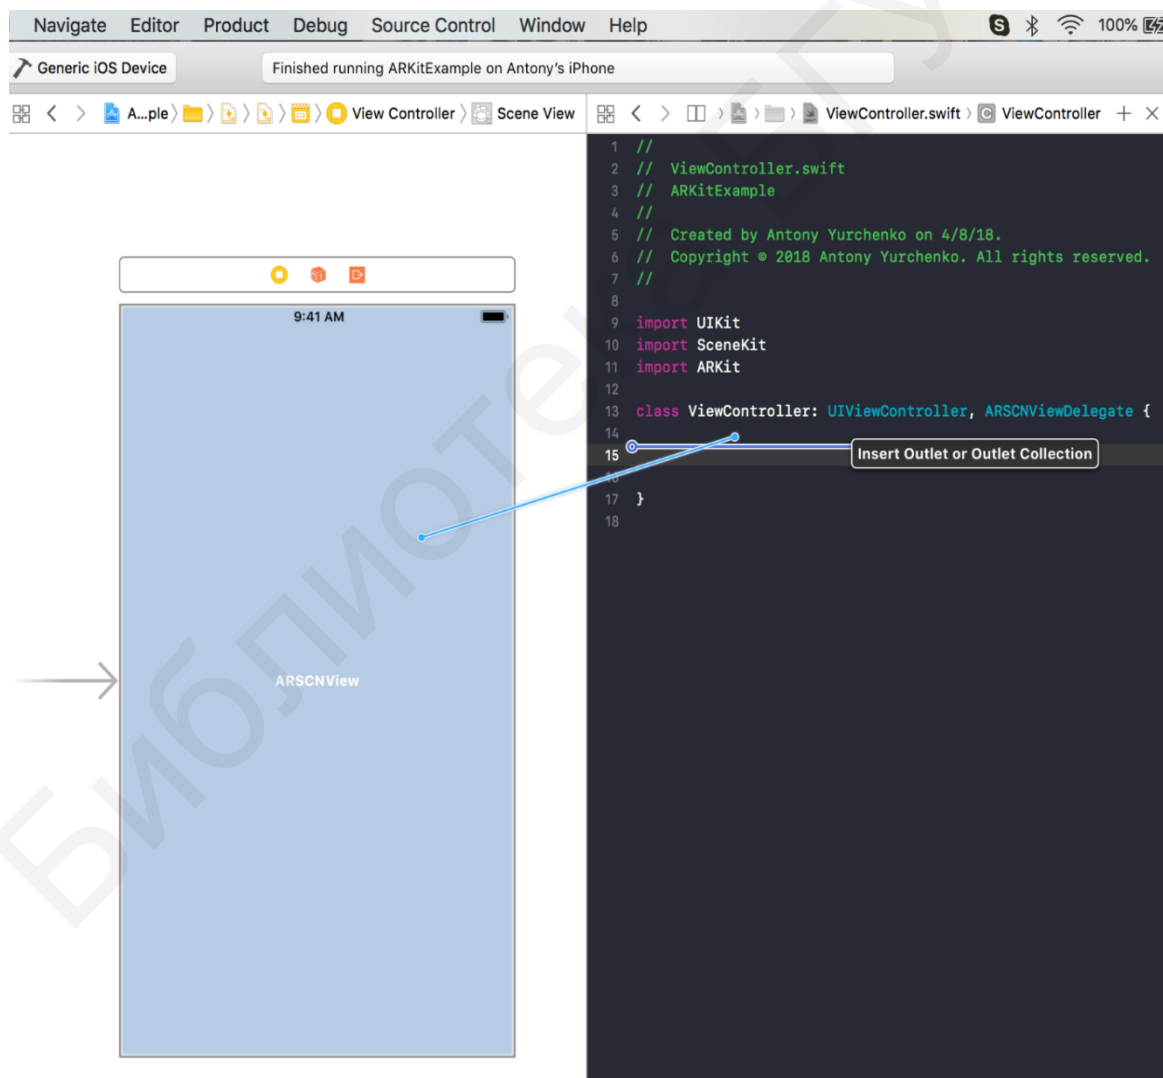 Navigate Editor Product Debug Source Control Window Help 100%
Generic iOS Device Finished running ARKitExample on Antony's iPhone
A...ple View Controller Scene View
ViewController.swift ViewController
9:41 AM
ARSCNView
1 //
2 // ViewController.swift
3 // ARKitExample
4 //
5 // Created by Antony Yurchenko on 4/8/18.
6 // Copyright © 2018 Antony Yurchenko. All rights reserved.
7 //
8
9 import UIKit
10 import SceneKit
11 import ARKit
12
13 class ViewController: UIViewController, ARSCNViewDelegate {
14
15
Insert Outlet or Outlet Collection
16
17 }
18
Библиотека БГУ